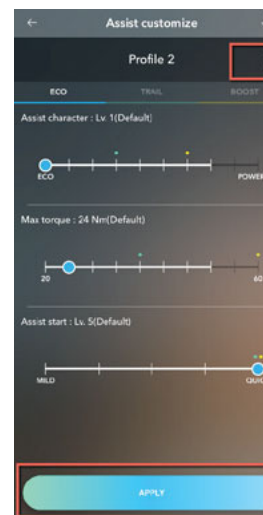 Assist customize
Profile 2
ECO TRAIL BOOST
Assist character : Lv. 1(Default)
ECO POWER
Max torque : 24 Nm(Default)
20 60
Assist start : Lv. 5(Default)
MILD QUIC
APPLY